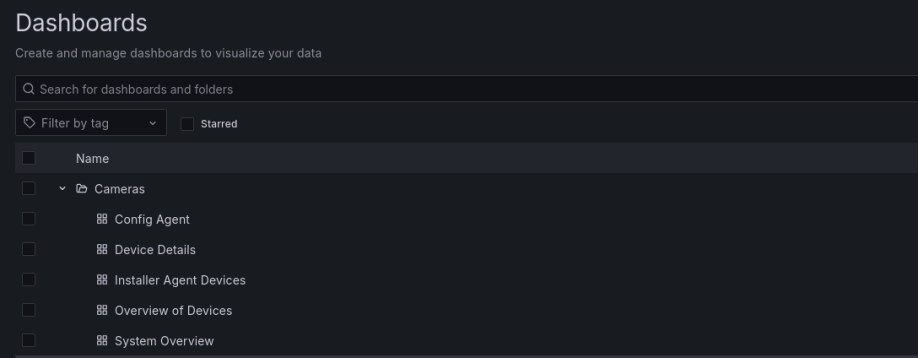 Dashboards
Create and manage dashboards to visualize your data
Search for dashboards and folders
Filter by tag Starred
Name
Cameras
Config Agent
Device Details
Installer Agent Devices
Overview of Devices
System Overview